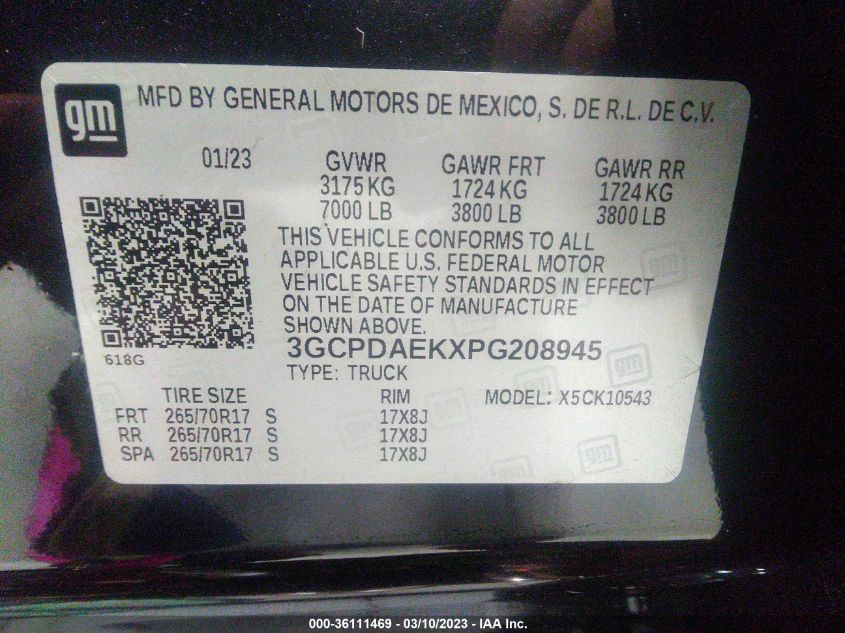 gm MFD BY GENERAL MOTORS DE MEXICO, S. DE R.L. DE C.V.
01/23 GVWR GAWR FRT GAWR RR
3175 KG 1724 KG 1724 KG
7000 LB 3800 LB 3800 LB
THIS VEHICLE CONFORMS TO ALL
APPLICABLE U.S. FEDERAL MOTOR
VEHICLE SAFETY STANDARDS IN EFFECT
ON THE DATE OF MANUFACTURE
SHOWN ABOVE.
618G 3GCPDAEKXPG208945
TYPE: TRUCK
TIRE SIZE RIM MODEL: X5CK10543
FRT 265/70R17 S 17X8J
RR 265/70R17 S 17X8J
SPA 265/70R17 S 17X8J
gm
gm
gm
000-36111469 — 03/10/2023 — IAA Inc.